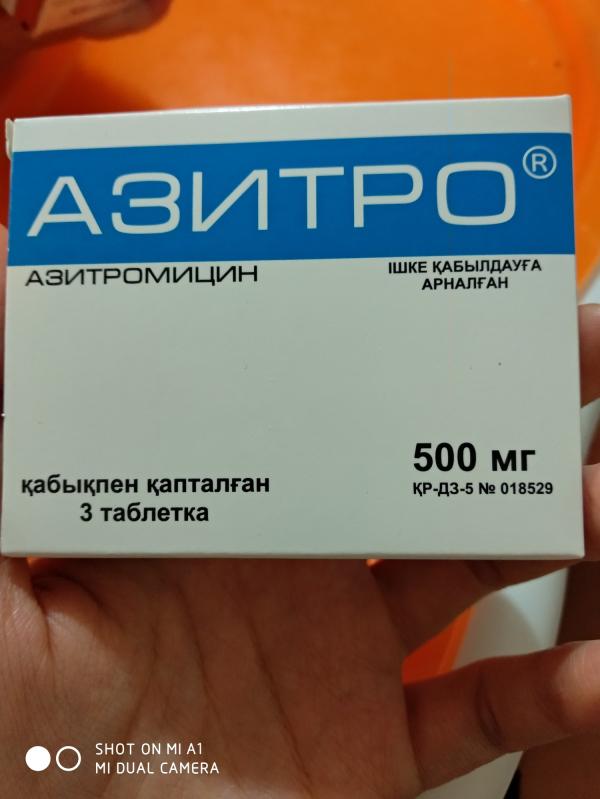 АЗИТРО®
АЗИТРОМИЦИН
ІШКЕ ҚАБЫЛДАУҒА
АРНАЛҒАН
500 мг
ҚР-ДЗ-5 № 018529
қабықпен қапталған
3 таблетка
SHOT ON MI A1
MI DUAL CAMERA